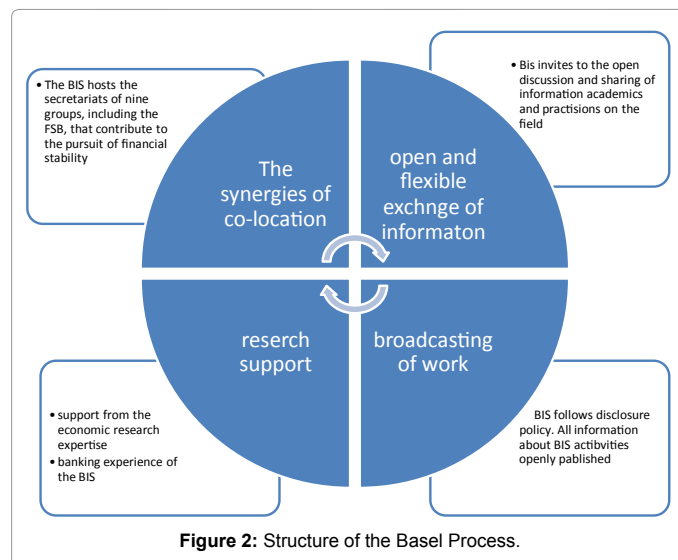 • The BIS hosts the
secretariats of nine
groups, including the
FSB, that contribute to
the pursuit of financial
stability
• Bis invites to the open
discussion and sharing of
information academics
and practisions on the
field
The
synergies of
co-location
open and
flexible
exchnge of
informaton
reserch
support
broadcasting
of work
• support from the
economic research
expertise
• banking experience of
the BIS
BIS follows disclosure
policy. All information
about BIS actibvities
openly pablished
Figure 2: Structure of the Basel Process.